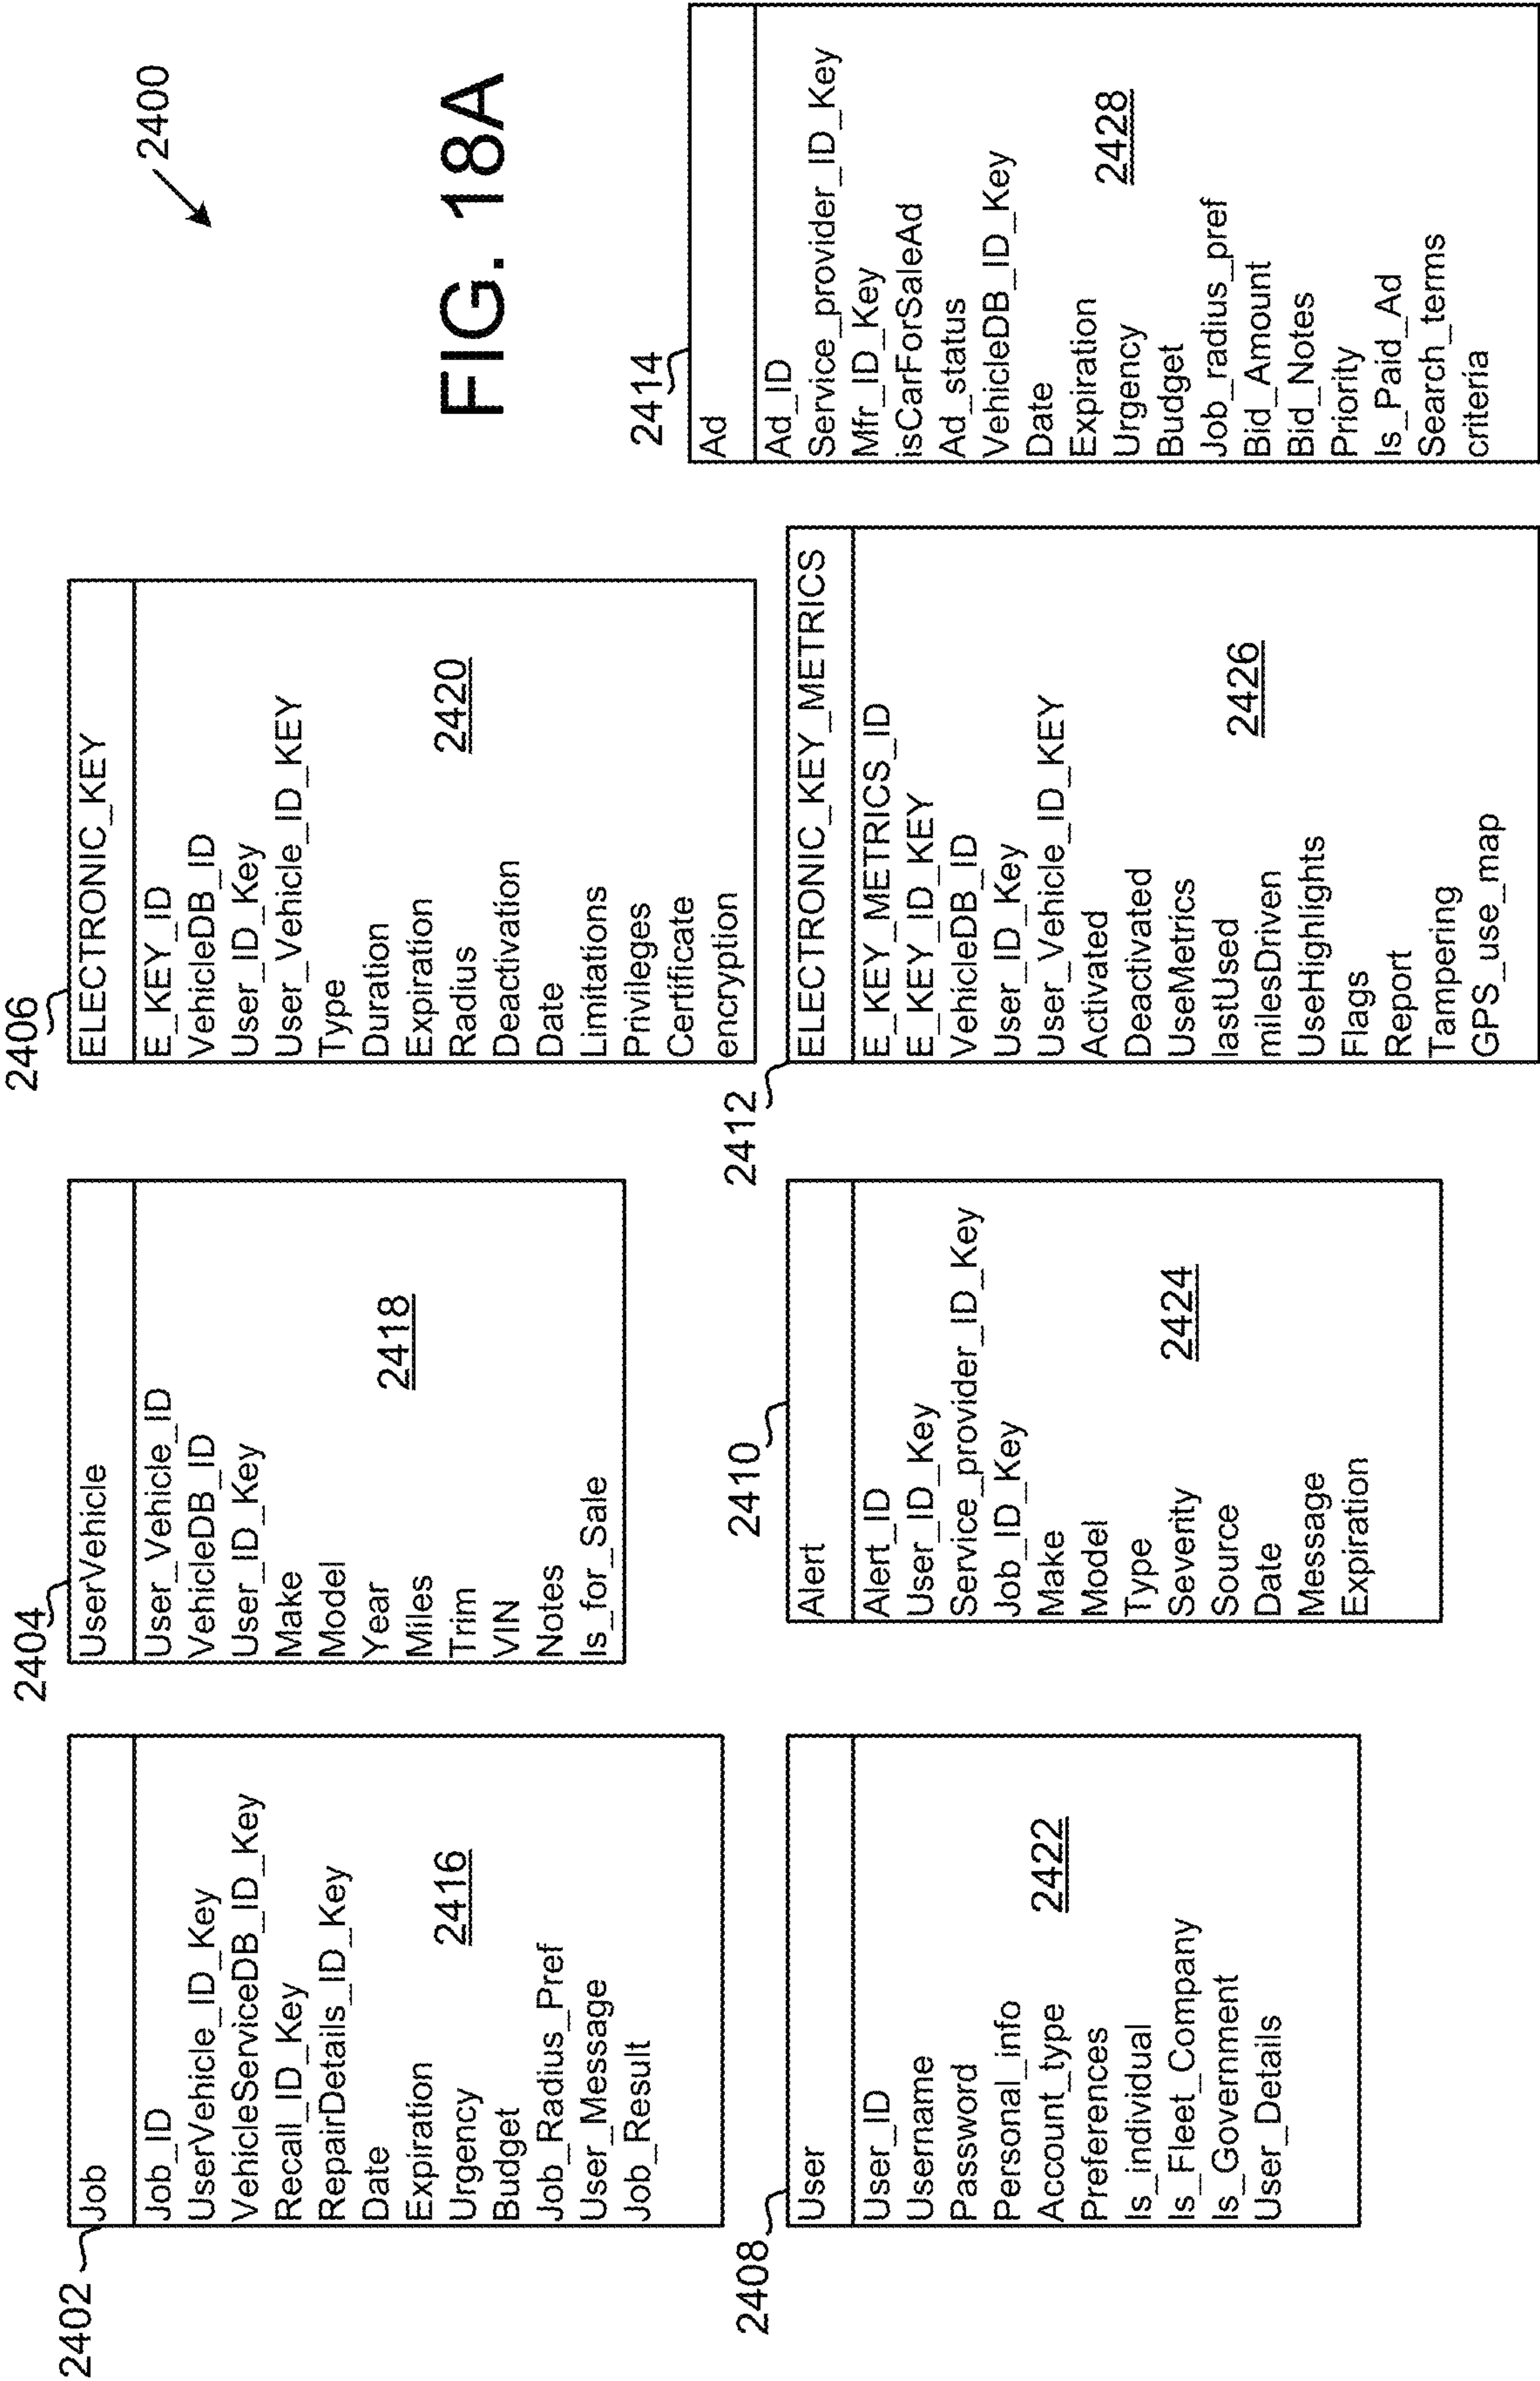 2400
FIG. 18A
2402
Job
Job_ID
UserVehicle_ID_Key
VehicleServiceDB_ID_Key
Recall_ID_Key
RepairDetails_ID_Key
Date
Expiration
Urgency
Budget
Job_Radius_Pref
User_Message
Job_Result
2416
2404
UserVehicle
User_Vehicle_ID
VehicleDB_ID
User_ID_Key
Make
Model
Year
Miles
Trim
VIN
Notes
Is_for_Sale
2418
2406
ELECTRONIC_KEY
E_KEY_ID
VehicleDB_ID
User_ID_Key
User_Vehicle_ID_KEY
Type
Duration
Expiration
Radius
Deactivation
Date
Limitations
Privileges
Certificate
encryption
2420
2408
User
User_ID
Username
Password
Personal_info
Account_type
Preferences
Is_individual
Is_Fleet_Company
Is_Government
User_Details
2422
2410
Alert
Alert_ID
User_ID_Key
Service_provider_ID_Key
Job_ID_Key
Make
Model
Type
Severity
Source
Date
Message
Expiration
2424
2412
ELECTRONIC_KEY_METRICS
E_KEY_METRICS_ID
E_KEY_ID_KEY
VehicleDB_ID
User_ID_Key
User_Vehicle_ID_KEY
Activated
Deactivated
UseMetrics
lastUsed
milesDriven
UseHighlights
Flags
Report
Tampering
GPS_use_map
2426
2414
Ad
Ad_ID
Service_provider_ID_Key
Mfr_ID_Key
isCarForSaleAd
Ad_status
VehicleDB_ID_Key
Date
Expiration
Urgency
Budget
Job_radius_pref
Bid_Amount
Bid_Notes
Priority
Is_Paid_Ad
Search_terms
criteria
2428